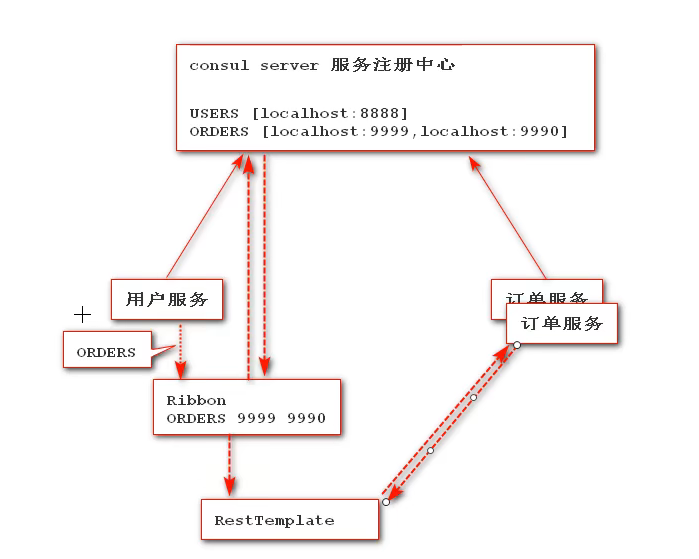 consul server 服务注册中心
USERS [localhost:8888]
ORDERS [localhost:9999,localhost:9990]
用户服务
订单服务
订单服务
ORDERS
Ribbon
ORDERS 9999 9990
RestTemplate